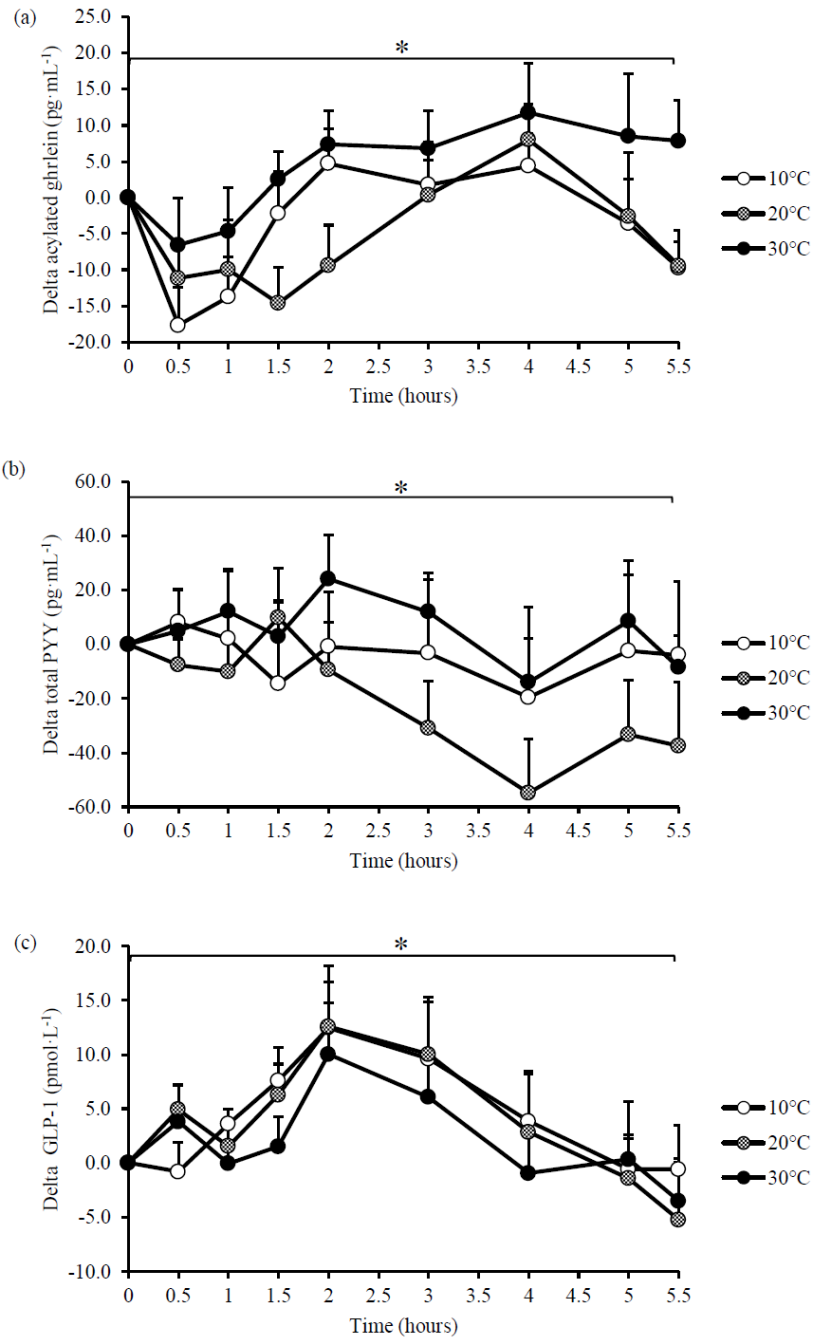 (a)
*
25.0
20.0
15.0
10.0
5.0
0.0
-5.0
-10.0
-15.0
-20.0
Delta acylated ghrlein (pg·mL-1)
0 0.5 1 1.5 2 2.5 3 3.5 4 4.5 5 5.5
Time (hours)
10°C
20°C
30°C
(b)
*
60.0
40.0
20.0
0.0
-20.0
-40.0
-60.0
Delta total PYY (pg·mL-1)
0 0.5 1 1.5 2 2.5 3 3.5 4 4.5 5 5.5
Time (hours)
10°C
20°C
30°C
(c)
*
20.0
15.0
10.0
5.0
0.0
-5.0
-10.0
Delta GLP-1 (pmol·L-1)
0 0.5 1 1.5 2 2.5 3 3.5 4 4.5 5 5.5
Time (hours)
10°C
20°C
30°C